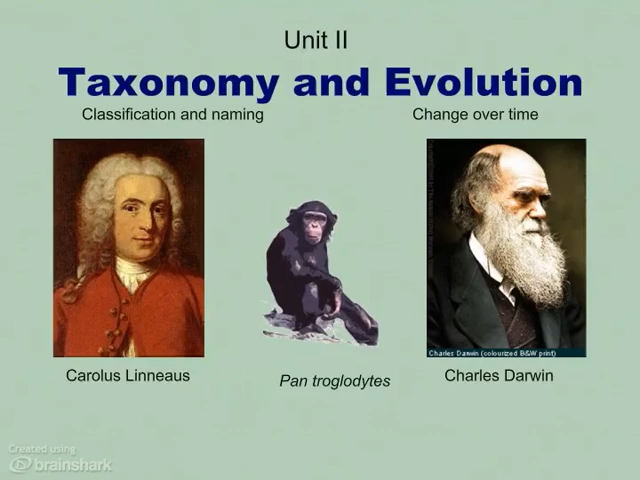 Unit II
Taxonomy and Evolution
Classification and naming
Change over time
Charles Darwin (colourized B&W print)
Carolus Linneaus
Pan troglodytes
Charles Darwin
Created using
brainshark